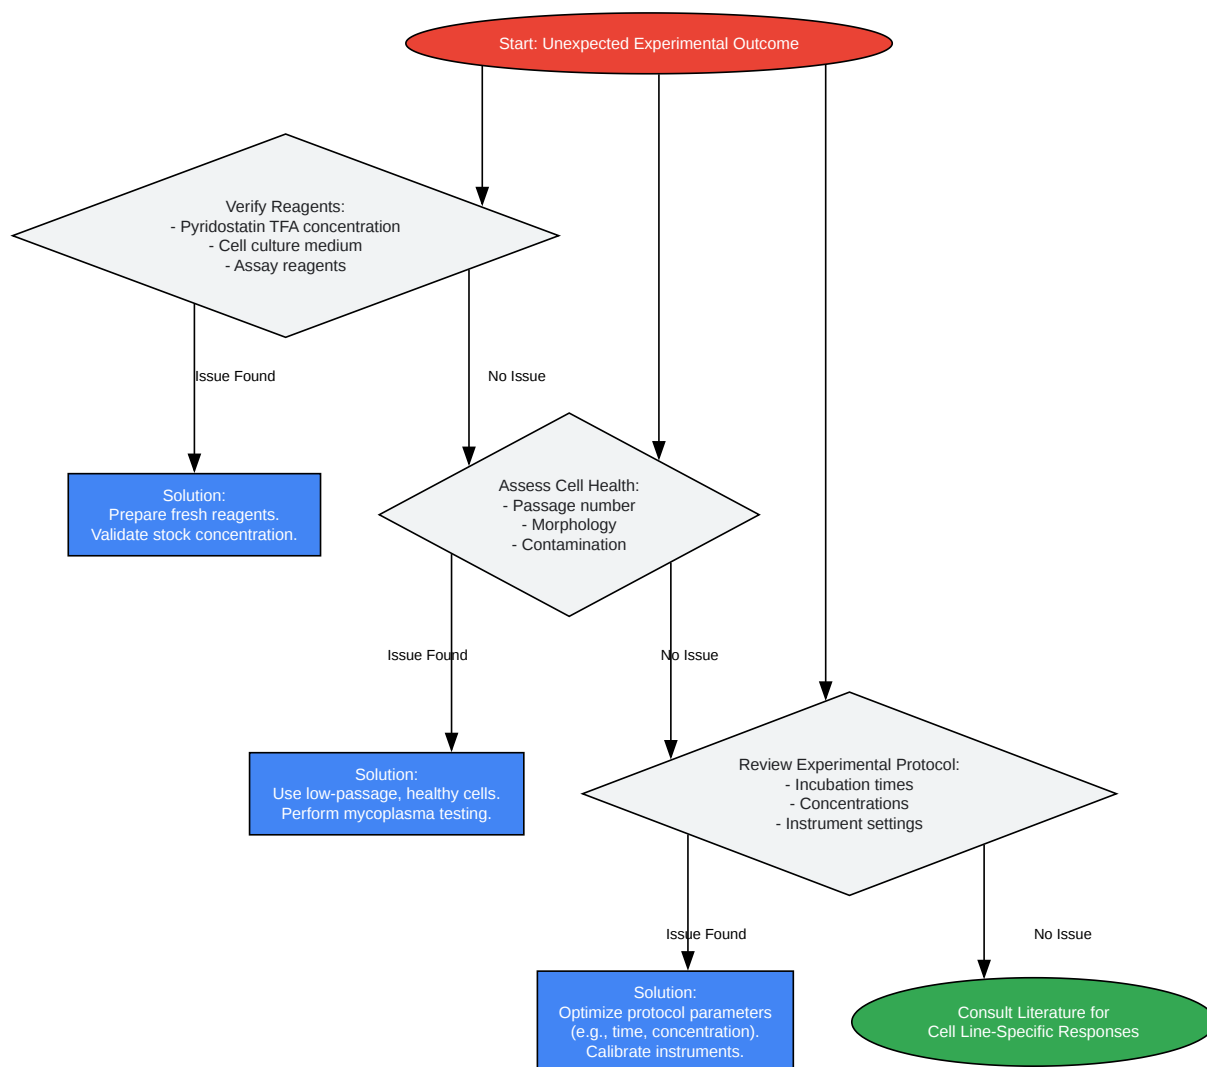 Start: Unexpected Experimental Outcome
Verify Reagents:
- Pyridostatin TFA concentration
- Cell culture medium
- Assay reagents
Issue Found
No Issue
Solution:
Prepare fresh reagents.
Validate stock concentration.
Assess Cell Health:
- Passage number
- Morphology
- Contamination
Issue Found
No Issue
Solution:
Use low-passage, healthy cells.
Perform mycoplasma testing.
Review Experimental Protocol:
- Incubation times
- Concentrations
- Instrument settings
Issue Found
No Issue
Solution:
Optimize protocol parameters
(e.g., time, concentration).
Calibrate instruments.
Consult Literature for
Cell Line-Specific Responses